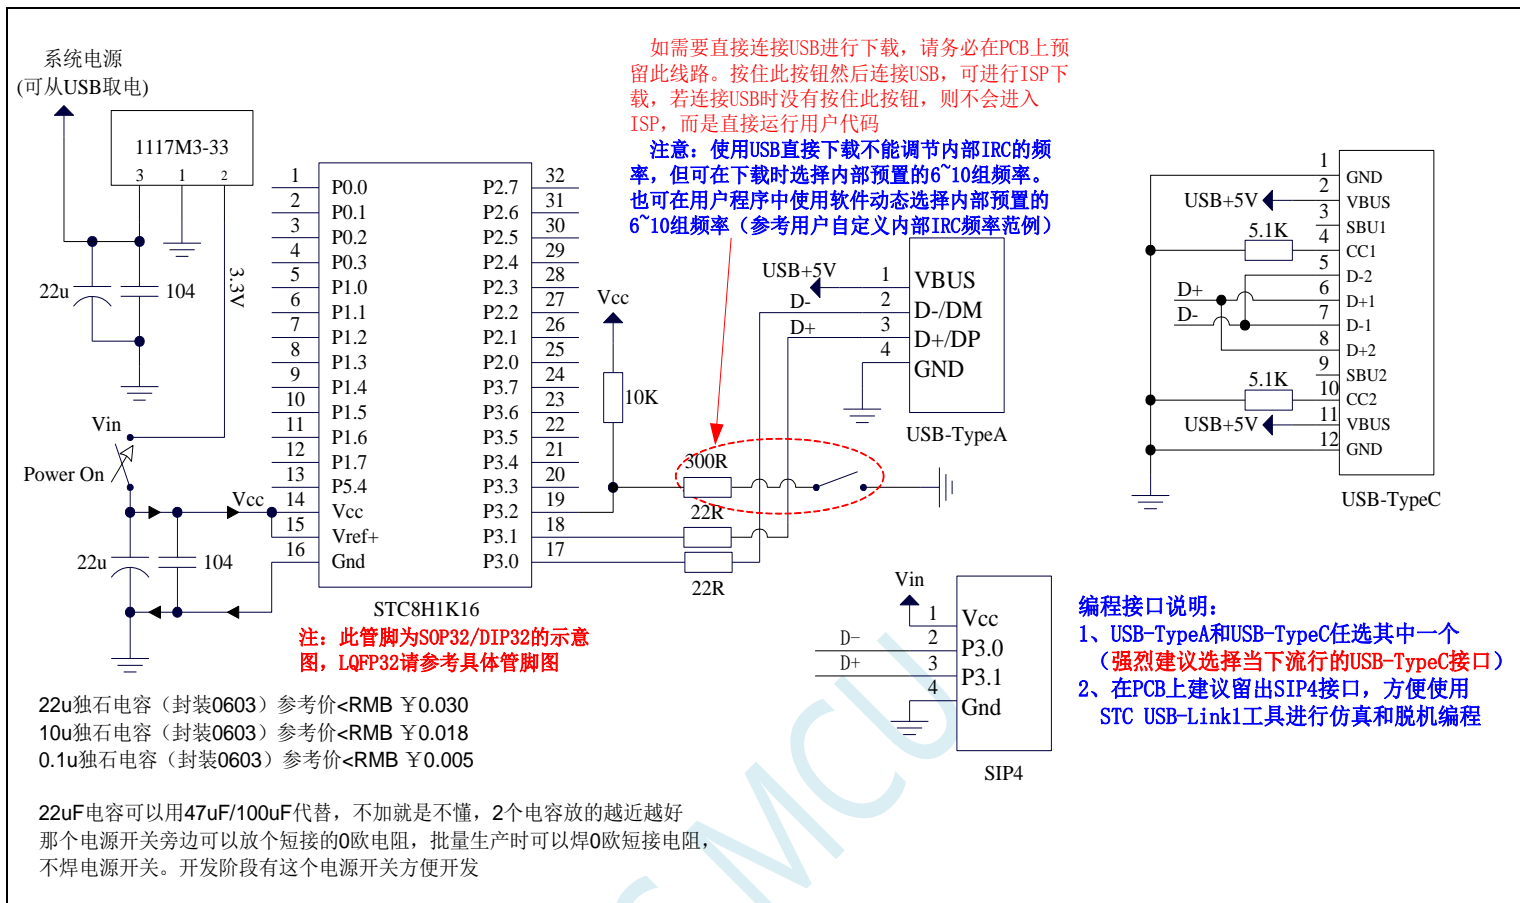 系统电源
(可从USB取电)
1117M3-33
3 1 2
22u
104
3.3V
Vin
Power On
Vcc
22u
104
1 P0.0
2 P0.1
3 P0.2
4 P0.3
5 P1.0
6 P1.1
7 P1.2
8 P1.3
9 P1.4
10 P1.5
11 P1.6
12 P1.7
13 P5.4
14 Vcc
15 Vref+
16 Gnd
P2.7 32
P2.6 31
P2.5 30
P2.4 29
P2.3 28
P2.2 27
P2.1 26
P2.0 25
P3.7 24
P3.6 23
P3.5 22
P3.4 21
P3.3 20
P3.2 19
P3.1 18
P3.0 17
STC8H1K16
注：此管脚为SOP32/DIP32的示意
图，LQFP32请参考具体管脚图
如需要直接连接USB进行下载，请务必在PCB上预
留此线路。按住此按钮然后连接USB，可进行ISP下
载，若连接USB时没有按住此按钮，则不会进入
ISP，而是直接运行用户代码
注意：使用USB直接下载不能调节内部IRC的频
率，但可在下载时选择内部预置的6~10组频率。
也可在用户程序中使用软件动态选择内部预置的
6~10组频率（参考用户自定义内部IRC频率范例）
Vcc
10K
300R
22R
22R
USB+5V
D-
D+
1 VBUS
2 D-/DM
3 D+/DP
4 GND
USB-TypeA
USB+5V
5.1K
D+
D-
5.1K
USB+5V
1 GND
2 VBUS
3 SBU1
4 CC1
5 D-2
6 D+1
7 D-1
8 D+2
9 SBU2
10 CC2
11 VBUS
12 GND
USB-TypeC
Vin
D-
D+
1 Vcc
2 P3.0
3 P3.1
4 Gnd
SIP4
编程接口说明：
1、USB-TypeA和USB-TypeC任选其中一个
（强烈建议选择当下流行的USB-TypeC接口）
2、在PCB上建议留出SIP4接口，方便使用
STC USB-Link1工具进行仿真和脱机编程
22u独石电容（封装0603）参考价<RMB ￥0.030
10u独石电容（封装0603）参考价<RMB ￥0.018
0.1u独石电容（封装0603）参考价<RMB ￥0.005
22uF电容可以用47uF/100uF代替，不加就是不懂，2个电容放的越近越好
那个电源开关旁边可以放个短接的0欧电阻，批量生产时可以焊0欧短接电阻，
不焊电源开关。开发阶段有这个电源开关方便开发
MCU